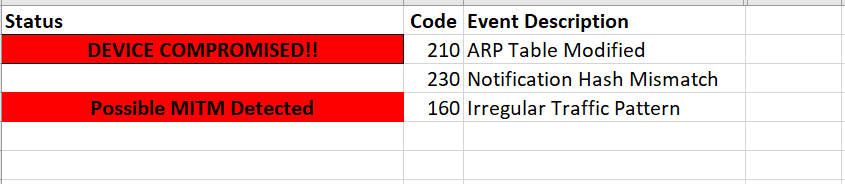 Status Code Event Description
DEVICE COMPROMISED!! 210 ARP Table Modified
230 Notification Hash Mismatch
Possible MITM Detected 160 Irregular Traffic Pattern